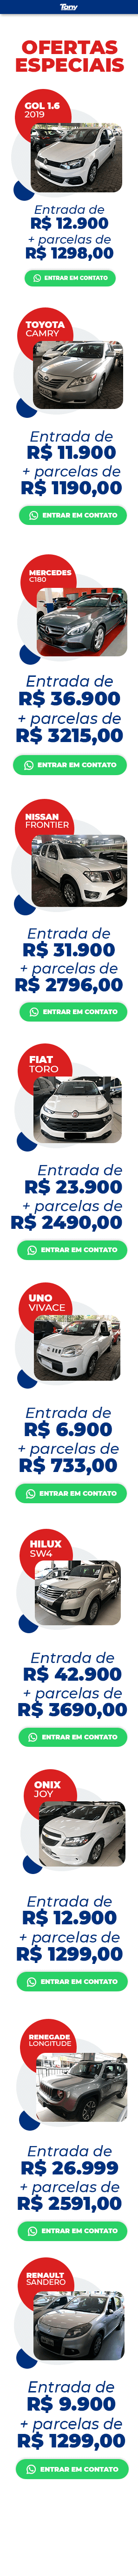 Tony
OFERTAS
ESPECIAIS
GOL 1.6
2019
Entrada de
R$ 12.900
+ parcelas de
R$ 1298,00
ENTRAR EM CONTATO
TOYOTA
CAMRY
Entrada de
R$ 11.900
+ parcelas de
R$ 1190,00
ENTRAR EM CONTATO
MERCEDES
C180
Entrada de
R$ 36.900
+ parcelas de
R$ 3215,00
ENTRAR EM CONTATO
NISSAN
FRONTIER
Entrada de
R$ 31.900
+ parcelas de
R$ 2796,00
ENTRAR EM CONTATO
FIAT
TORO
Entrada de
R$ 23.900
+ parcelas de
R$ 2490,00
ENTRAR EM CONTATO
UNO
VIVACE
Entrada de
R$ 6.900
+ parcelas de
R$ 733,00
ENTRAR EM CONTATO
HILUX
SW4
Entrada de
R$ 42.900
+ parcelas de
R$ 3690,00
ENTRAR EM CONTATO
ONIX
JOY
Entrada de
R$ 12.900
+ parcelas de
R$ 1299,00
ENTRAR EM CONTATO
RENEGADE
LONGITUDE
Entrada de
R$ 26.999
+ parcelas de
R$ 2591,00
ENTRAR EM CONTATO
RENAULT
SANDERO
Entrada de
R$ 9.900
+ parcelas de
R$ 1299,00
ENTRAR EM CONTATO